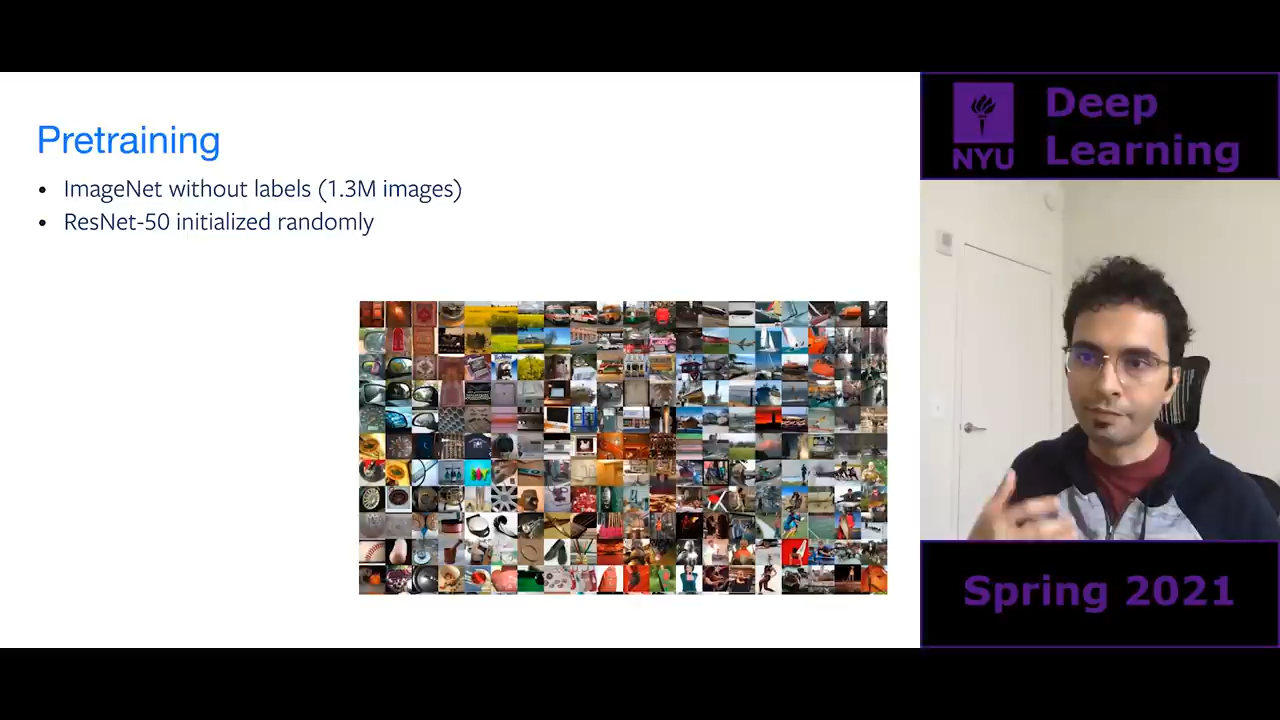 Pretraining
• ImageNet without labels (1.3M images)
• ResNet-50 initialized randomly
NYU
Deep
Learning
Spring 2021